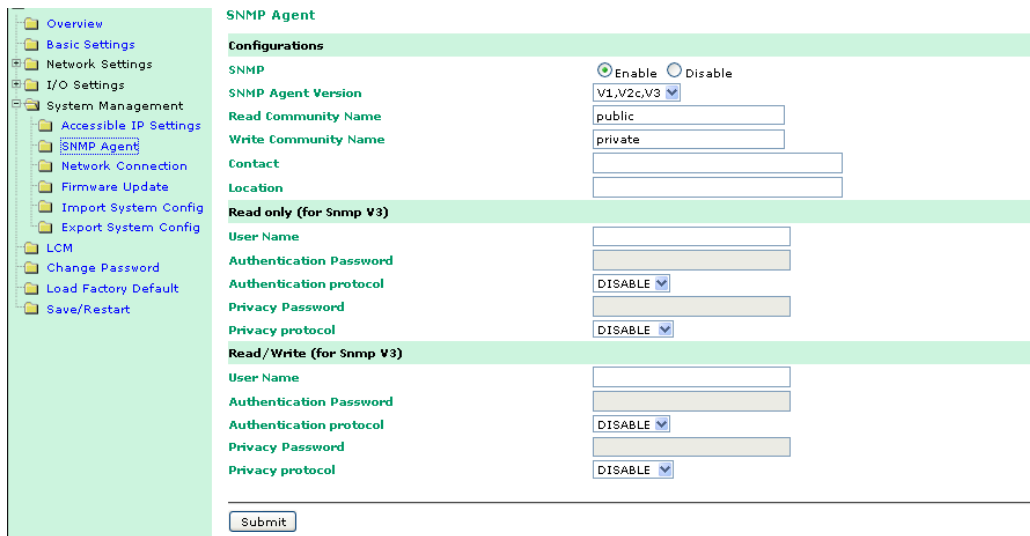 Overview
Basic Settings
Network Settings
I/O Settings
System Management
Accessible IP Settings
SNMP Agent
Network Connection
Firmware Update
Import System Config
Export System Config
LCM
Change Password
Load Factory Default
Save/Restart
SNMP Agent
Configurations
SNMP Enable Disable
SNMP Agent Version V1,V2c,V3
Read Community Name public
Write Community Name private
Contact
Location
Read only (for Snmp V3)
User Name
Authentication Password
Authentication protocol DISABLE
Privacy Password
Privacy protocol DISABLE
Read/Write (for Snmp V3)
User Name
Authentication Password
Authentication protocol DISABLE
Privacy Password
Privacy protocol DISABLE
Submit